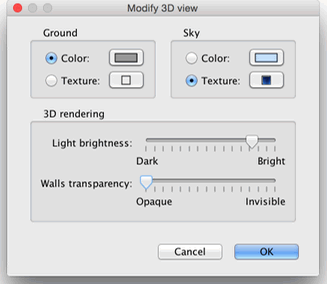 Modify 3D view
Ground
Color:
Texture:
Sky
Color:
Texture:
3D rendering
Light brightness:
Dark Bright
Walls transparency:
Opaque Invisible
Cancel OK